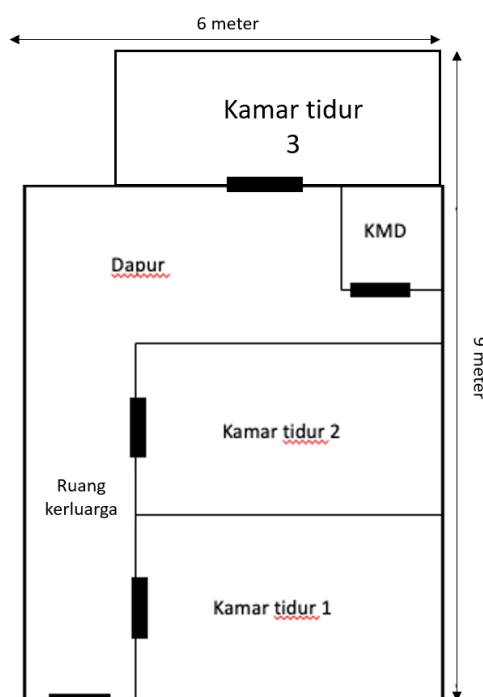 6 meter
Kamar tidur
3
KMD
Dapur
9 meter
Kamar tidur 2
Ruang
kerluarga
Kamar tidur 1